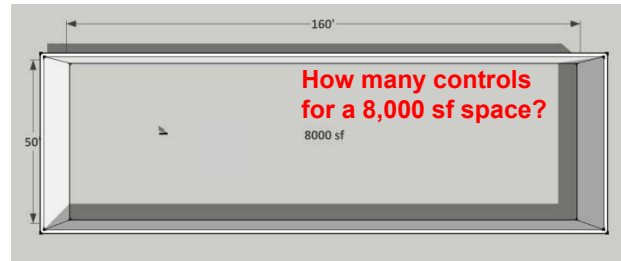 160'
How many controls
for a 8,000 sf space?
50'
8000 sf